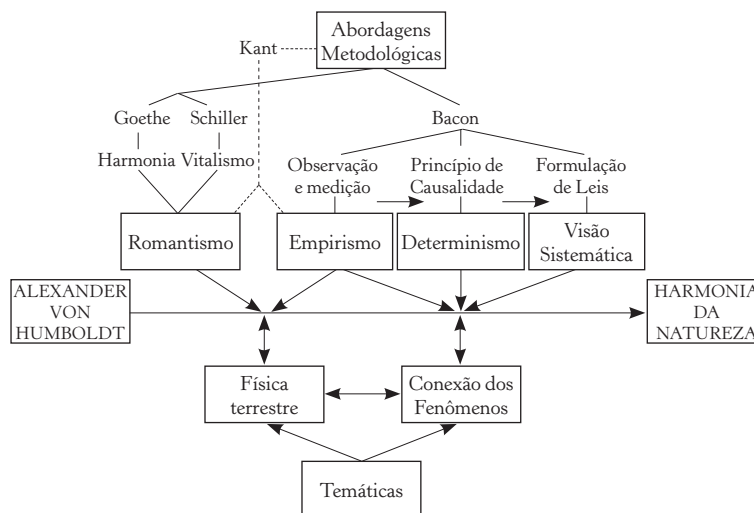 Abordagens
Metodológicas
Kant
Goethe
Schiller
Bacon
Harmonia
Vitalismo
Observação
e medição
Princípio de
Causalidade
Formulação
de Leis
Romantismo
Empirismo
Determinismo
Visão
Sistemática
ALEXANDER
VON
HUMBOLDT
HARMONIA
DA
NATUREZA
Física
terrestre
Conexão dos
Fenômenos
Temáticas